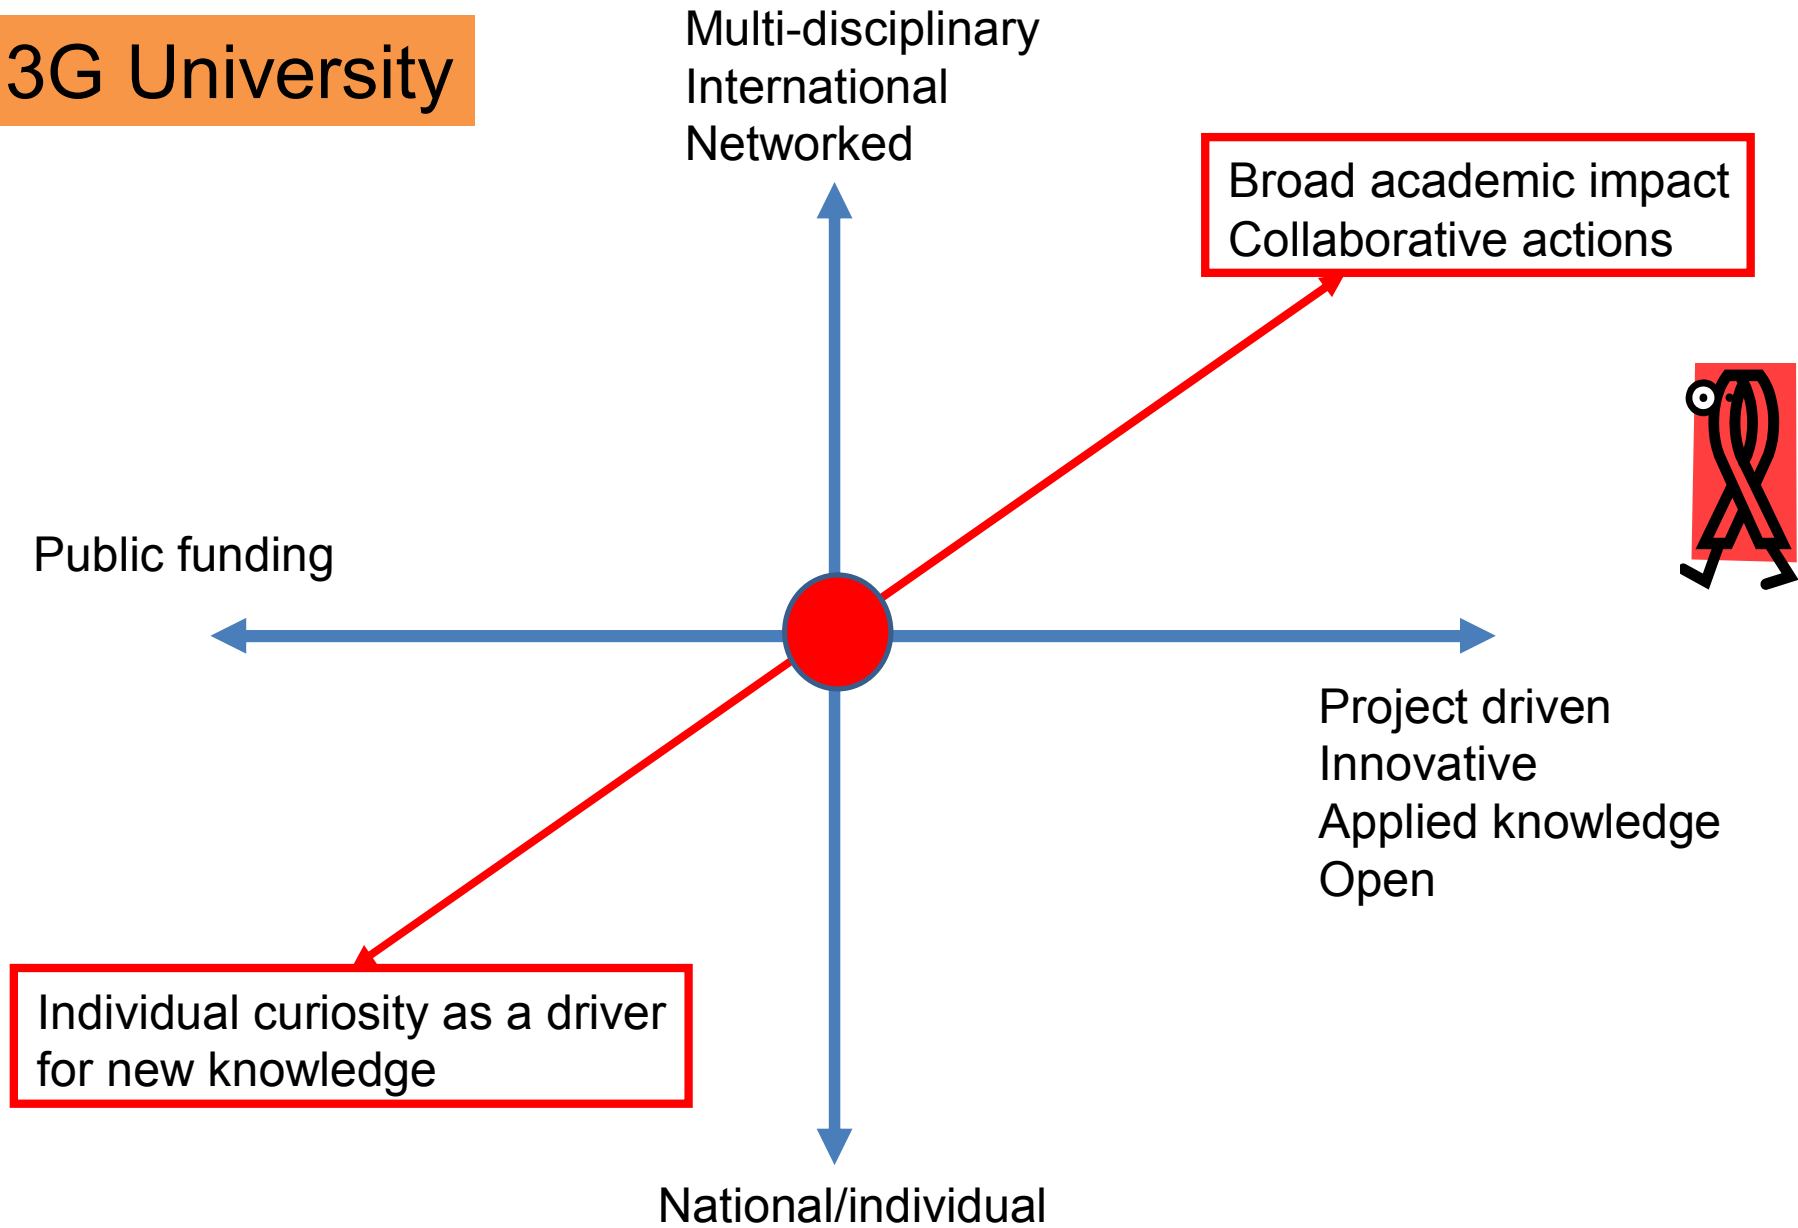 3G University
Multi-disciplinary
International
Networked
Broad academic impact
Collaborative actions
Public funding
Project driven
Innovative
Applied knowledge
Open
Individual curiosity as a driver
for new knowledge
National/individual